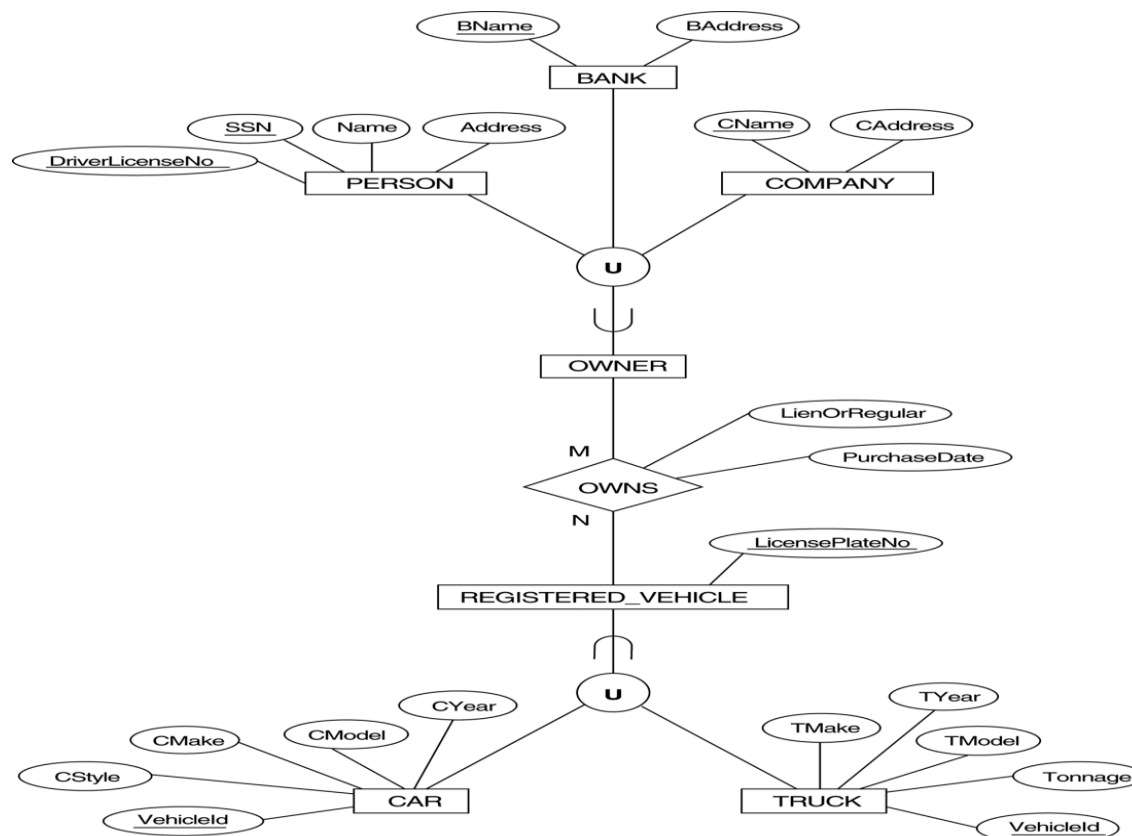 BName
BAddress
BANK
SSN
Name
Address
CName
CAddress
DriverLicenseNo
PERSON
COMPANY
U
OWNER
LienOrRegular
M
PurchaseDate
OWNS
N
LicensePlateNo
REGISTERED_VEHICLE
U
CYear
TYear
CModel
TMake
CMake
TModel
CStyle
Tonnage
CAR
TRUCK
VehicleId
VehicleId